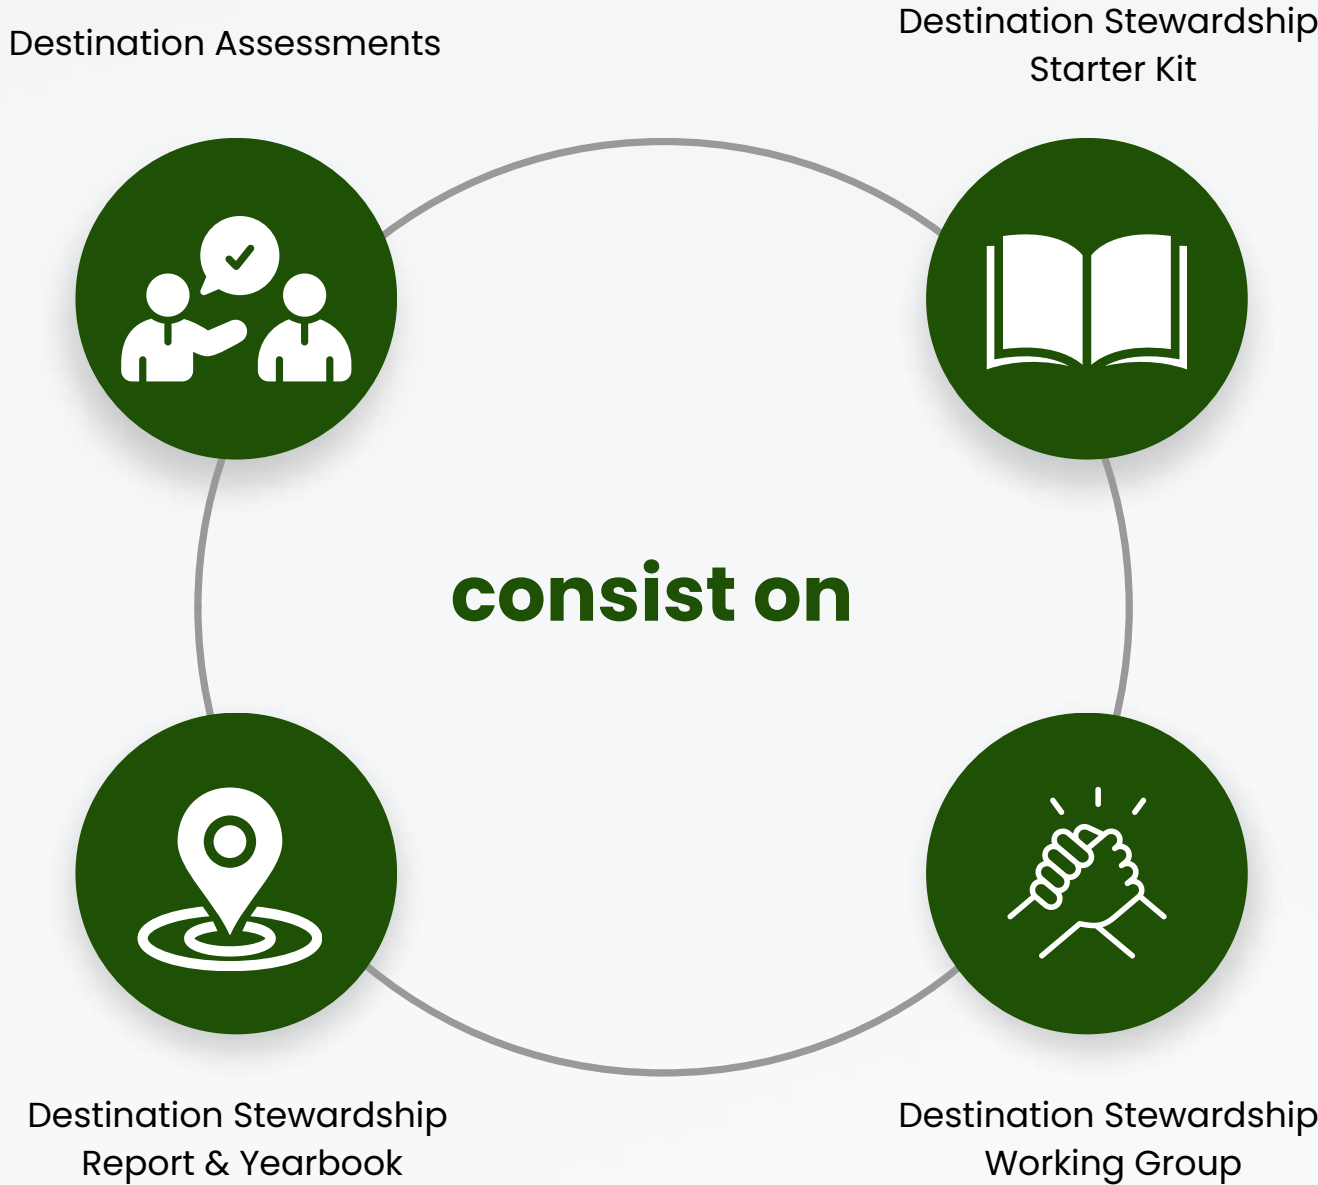 Destination Assessments
Destination Stewardship
Starter Kit
consist on
Destination Stewardship
Report & Yearbook
Destination Stewardship
Working Group